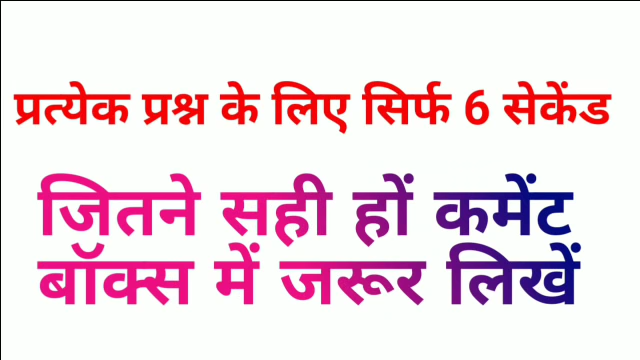 प्रत्येक प्रश्न के लिए सिर्फ 6 सेकेंड
जितने सही हों कमेंट
बॉक्स में जरूर लिखें